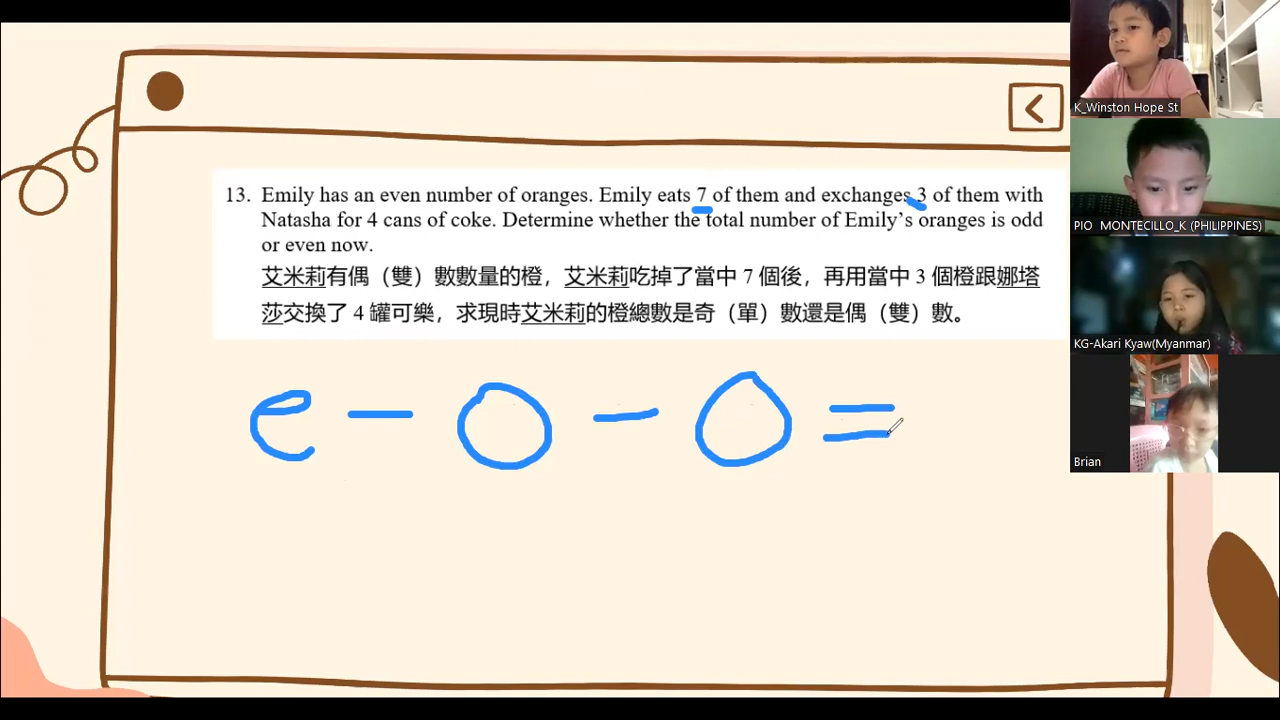 13. Emily has an even number of oranges. Emily eats 7 of them and exchanges 3 of them with
Natasha for 4 cans of coke. Determine whether the total number of Emily's oranges is odd
or even now.
艾米莉有偶（雙）數數量的橙，艾米莉吃掉了當中 7 個後，再用當中 3 個橙跟娜塔
莎交換了 4 罐可樂，求現時艾米莉的橙總數是奇（單）數還是偶（雙）數。
e - O - O =
K_Winston Hope St
PIO MONTECILLO_K (PHILIPPINES)
KG-Akari Kyaw(Myanmar)
Brian